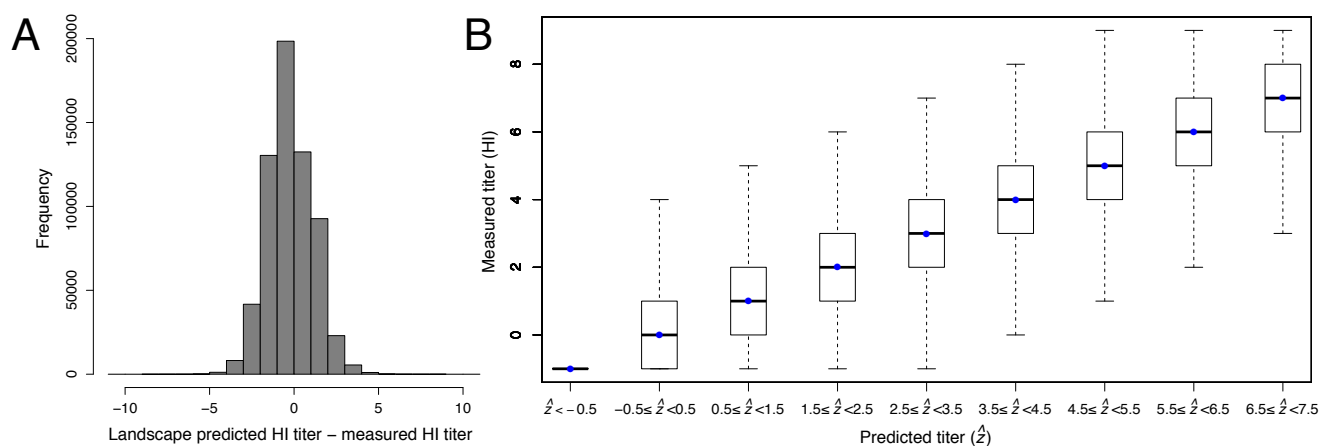 A
B
200000
150000
100000
50000
0
Frequency
−10 −5 0 5 10
Landscape predicted HI titer − measured HI titer
8
6
4
2
0
Measured titer (HI)
ẑ < −0.5 −0.5≤ ẑ <0.5 0.5≤ ẑ <1.5 1.5≤ ẑ <2.5 2.5≤ ẑ <3.5 3.5≤ ẑ <4.5 4.5≤ ẑ <5.5 5.5≤ ẑ <6.5 6.5≤ ẑ <7.5
Predicted titer (ẑ)